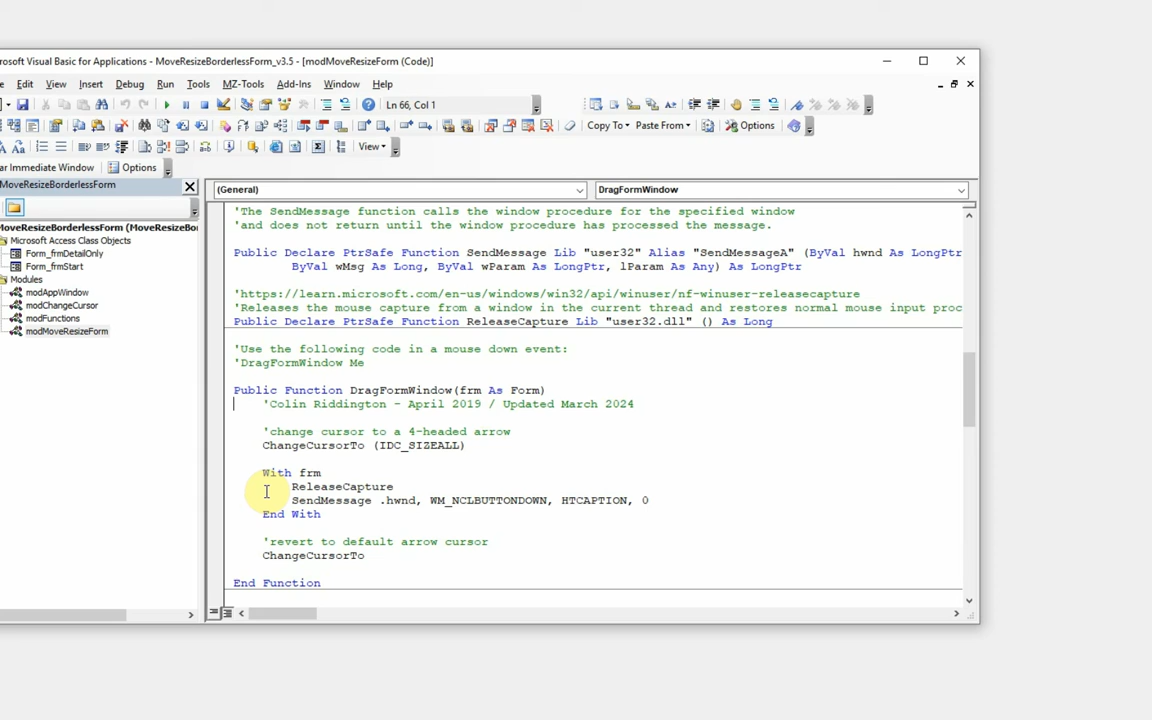 rosoft Visual Basic for Applications - MoveResizeBorderlessForm_v3.5 - [modMoveResizeForm (Code)]
e Edit View Insert Debug Run Tools MZ-Tools Add-Ins Window Help
Ln 66, Col 1
Copy To Paste From Options
View
ar Immediate Window Options
MoveResizeBorderlessForm
(General) DragFormWindow
MoveResizeBorderlessForm (MoveResizeBo
Microsoft Access Class Objects
Form_frmDetailOnly
Form_frmStart
Modules
modAppWindow
modChangeCursor
modFunctions
modMoveResizeForm
'The SendMessage function calls the window procedure for the specified window
'and does not return until the window procedure has processed the message.
Public Declare PtrSafe Function SendMessage Lib "user32" Alias "SendMessageA" (ByVal hwnd As LongPtr
ByVal wMsg As Long, ByVal wParam As LongPtr, lParam As Any) As LongPtr
'https://learn.microsoft.com/en-us/windows/win32/api/winuser/nf-winuser-releasecapture
'Releases the mouse capture from a window in the current thread and restores normal mouse input proc
Public Declare PtrSafe Function ReleaseCapture Lib "user32.dll" () As Long
'Use the following code in a mouse down event:
'DragFormWindow Me
Public Function DragFormWindow(frm As Form)
'Colin Riddington - April 2019 / Updated March 2024
'change cursor to a 4-headed arrow
ChangeCursorTo (IDC_SIZEALL)
With frm
ReleaseCapture
SendMessage .hwnd, WM_NCLBUTTONDOWN, HTCAPTION, 0
End With
'revert to default arrow cursor
ChangeCursorTo
End Function